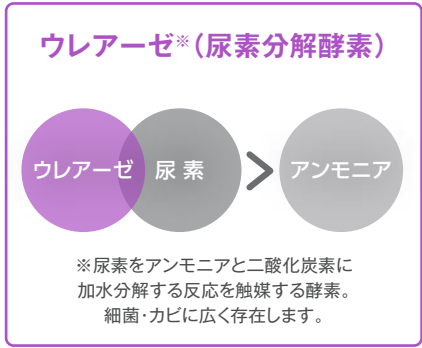 ウレアーゼ※(尿素分解酵素)
ウレアーゼ 尿素 > アンモニア
※尿素をアンモニアと二酸化炭素に
加水分解する反応を触媒する酵素。
細菌・カビに広く存在します。